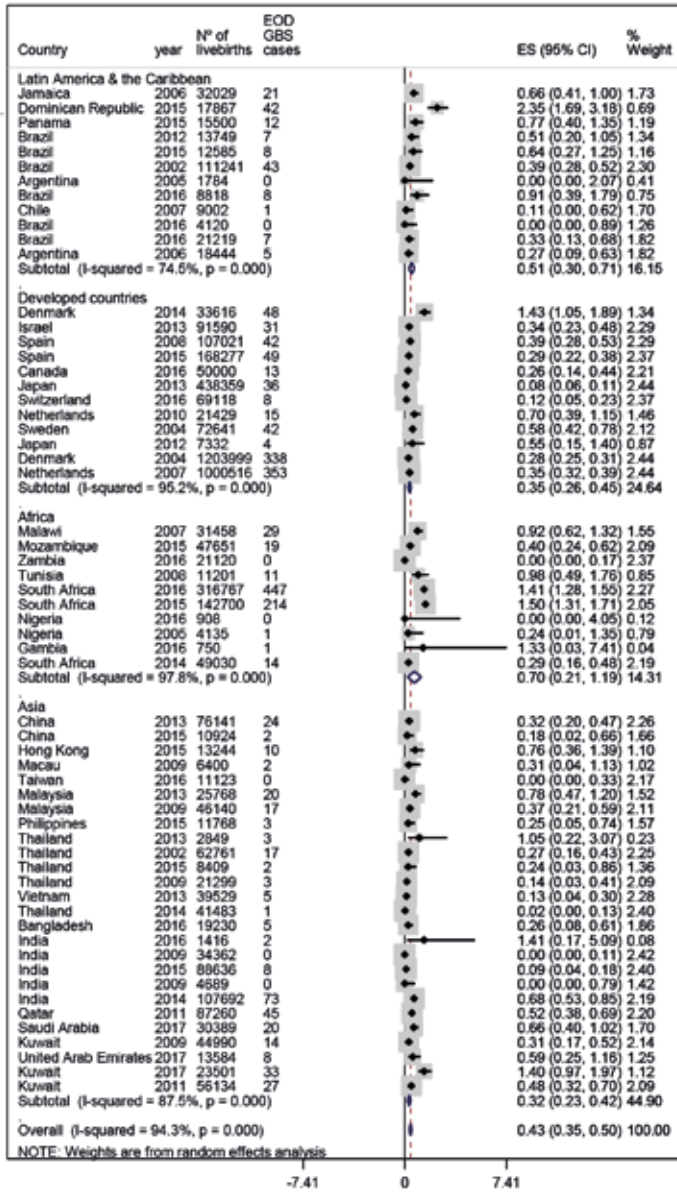 EOD
Nº of GBS %
Country year livebirths cases ES (95% CI) Weight
Latin America & the Caribbean
Jamaica 2006 32029 21 0.66 (0.41, 1.00) 1.73
Dominican Republic 2015 17867 42 2.35 (1.69, 3.18) 0.69
Panama 2015 15500 12 0.77 (0.40, 1.35) 1.19
Brazil 2012 13749 7 0.51 (0.20, 1.05) 1.34
Brazil 2015 12585 8 0.64 (0.27, 1.25) 1.16
Brazil 2002 111241 43 0.39 (0.28, 0.52) 2.30
Argentina 2005 1784 0 0.00 (0.00, 2.07) 0.41
Brazil 2016 8818 8 0.91 (0.39, 1.79) 0.75
Chile 2007 9002 1 0.11 (0.00, 0.62) 1.70
Brazil 2016 4120 0 0.00 (0.00, 0.89) 1.26
Brazil 2016 21219 7 0.33 (0.13, 0.68) 1.82
Argentina 2006 18444 5 0.27 (0.09, 0.63) 1.82
Subtotal (I-squared = 74.5%, p = 0.000) 0.51 (0.30, 0.71) 16.15
.
Developed countries
Denmark 2014 33616 48 1.43 (1.05, 1.89) 1.34
Israel 2013 91590 31 0.34 (0.23, 0.48) 2.29
Spain 2008 107021 42 0.39 (0.28, 0.53) 2.29
Spain 2015 168277 49 0.29 (0.22, 0.38) 2.37
Canada 2016 50000 13 0.26 (0.14, 0.44) 2.21
Japan 2013 438359 36 0.08 (0.06, 0.11) 2.44
Switzerland 2016 69118 8 0.12 (0.05, 0.23) 2.37
Netherlands 2010 21429 15 0.70 (0.39, 1.15) 1.46
Sweden 2004 72641 42 0.58 (0.42, 0.78) 2.12
Japan 2012 7332 4 0.55 (0.15, 1.40) 0.87
Denmark 2004 1203999 338 0.28 (0.25, 0.31) 2.44
Netherlands 2007 1000516 353 0.35 (0.32, 0.39) 2.44
Subtotal (I-squared = 95.2%, p = 0.000) 0.35 (0.26, 0.45) 24.64
.
Africa
Malawi 2007 31458 29 0.92 (0.62, 1.32) 1.55
Mozambique 2015 47651 19 0.40 (0.24, 0.62) 2.09
Zambia 2016 21120 0 0.00 (0.00, 0.17) 2.37
Tunisia 2008 11201 11 0.98 (0.49, 1.76) 0.85
South Africa 2016 316767 447 1.41 (1.28, 1.55) 2.27
South Africa 2015 142700 214 1.50 (1.31, 1.71) 2.05
Nigeria 2016 908 0 0.00 (0.00, 4.05) 0.12
Nigeria 2005 4135 1 0.24 (0.01, 1.35) 0.79
Gambia 2016 750 1 1.33 (0.03, 7.41) 0.04
South Africa 2014 49030 14 0.29 (0.16, 0.48) 2.19
Subtotal (I-squared = 97.8%, p = 0.000) 0.70 (0.21, 1.19) 14.31
.
Asia
China 2013 76141 24 0.32 (0.20, 0.47) 2.26
China 2015 10924 2 0.18 (0.02, 0.66) 1.66
Hong Kong 2015 13244 10 0.76 (0.36, 1.39) 1.10
Macau 2009 6400 2 0.31 (0.04, 1.13) 1.02
Taiwan 2016 11123 0 0.00 (0.00, 0.33) 2.17
Malaysia 2013 25768 20 0.78 (0.47, 1.20) 1.52
Malaysia 2009 46140 17 0.37 (0.21, 0.59) 2.11
Philippines 2015 11768 3 0.25 (0.05, 0.74) 1.57
Thailand 2013 2849 3 1.05 (0.22, 3.07) 0.23
Thailand 2002 62761 17 0.27 (0.16, 0.43) 2.25
Thailand 2015 8409 2 0.24 (0.03, 0.86) 1.36
Thailand 2009 21299 3 0.14 (0.03, 0.41) 2.09
Vietnam 2013 39529 5 0.13 (0.04, 0.30) 2.28
Thailand 2014 41483 1 0.02 (0.00, 0.13) 2.40
Bangladesh 2016 19230 5 0.26 (0.08, 0.61) 1.86
India 2016 1416 2 1.41 (0.17, 5.09) 0.08
India 2009 34362 0 0.00 (0.00, 0.11) 2.42
India 2015 88636 8 0.09 (0.04, 0.18) 2.40
India 2009 4689 0 0.00 (0.00, 0.79) 1.42
India 2014 107692 73 0.68 (0.53, 0.85) 2.19
Qatar 2011 87260 45 0.52 (0.38, 0.69) 2.20
Saudi Arabia 2017 30389 20 0.66 (0.40, 1.02) 1.70
Kuwait 2009 44990 14 0.31 (0.17, 0.52) 2.14
United Arab Emirates 2017 13584 8 0.59 (0.25, 1.16) 1.25
Kuwait 2017 23501 33 1.40 (0.97, 1.97) 1.12
Kuwait 2011 56134 27 0.48 (0.32, 0.70) 2.09
Subtotal (I-squared = 87.5%, p = 0.000) 0.32 (0.23, 0.42) 44.90
.
Overall (I-squared = 94.3%, p = 0.000) 0.43 (0.35, 0.50) 100.00
NOTE: Weights are from random effects analysis
-7.41 0 7.41